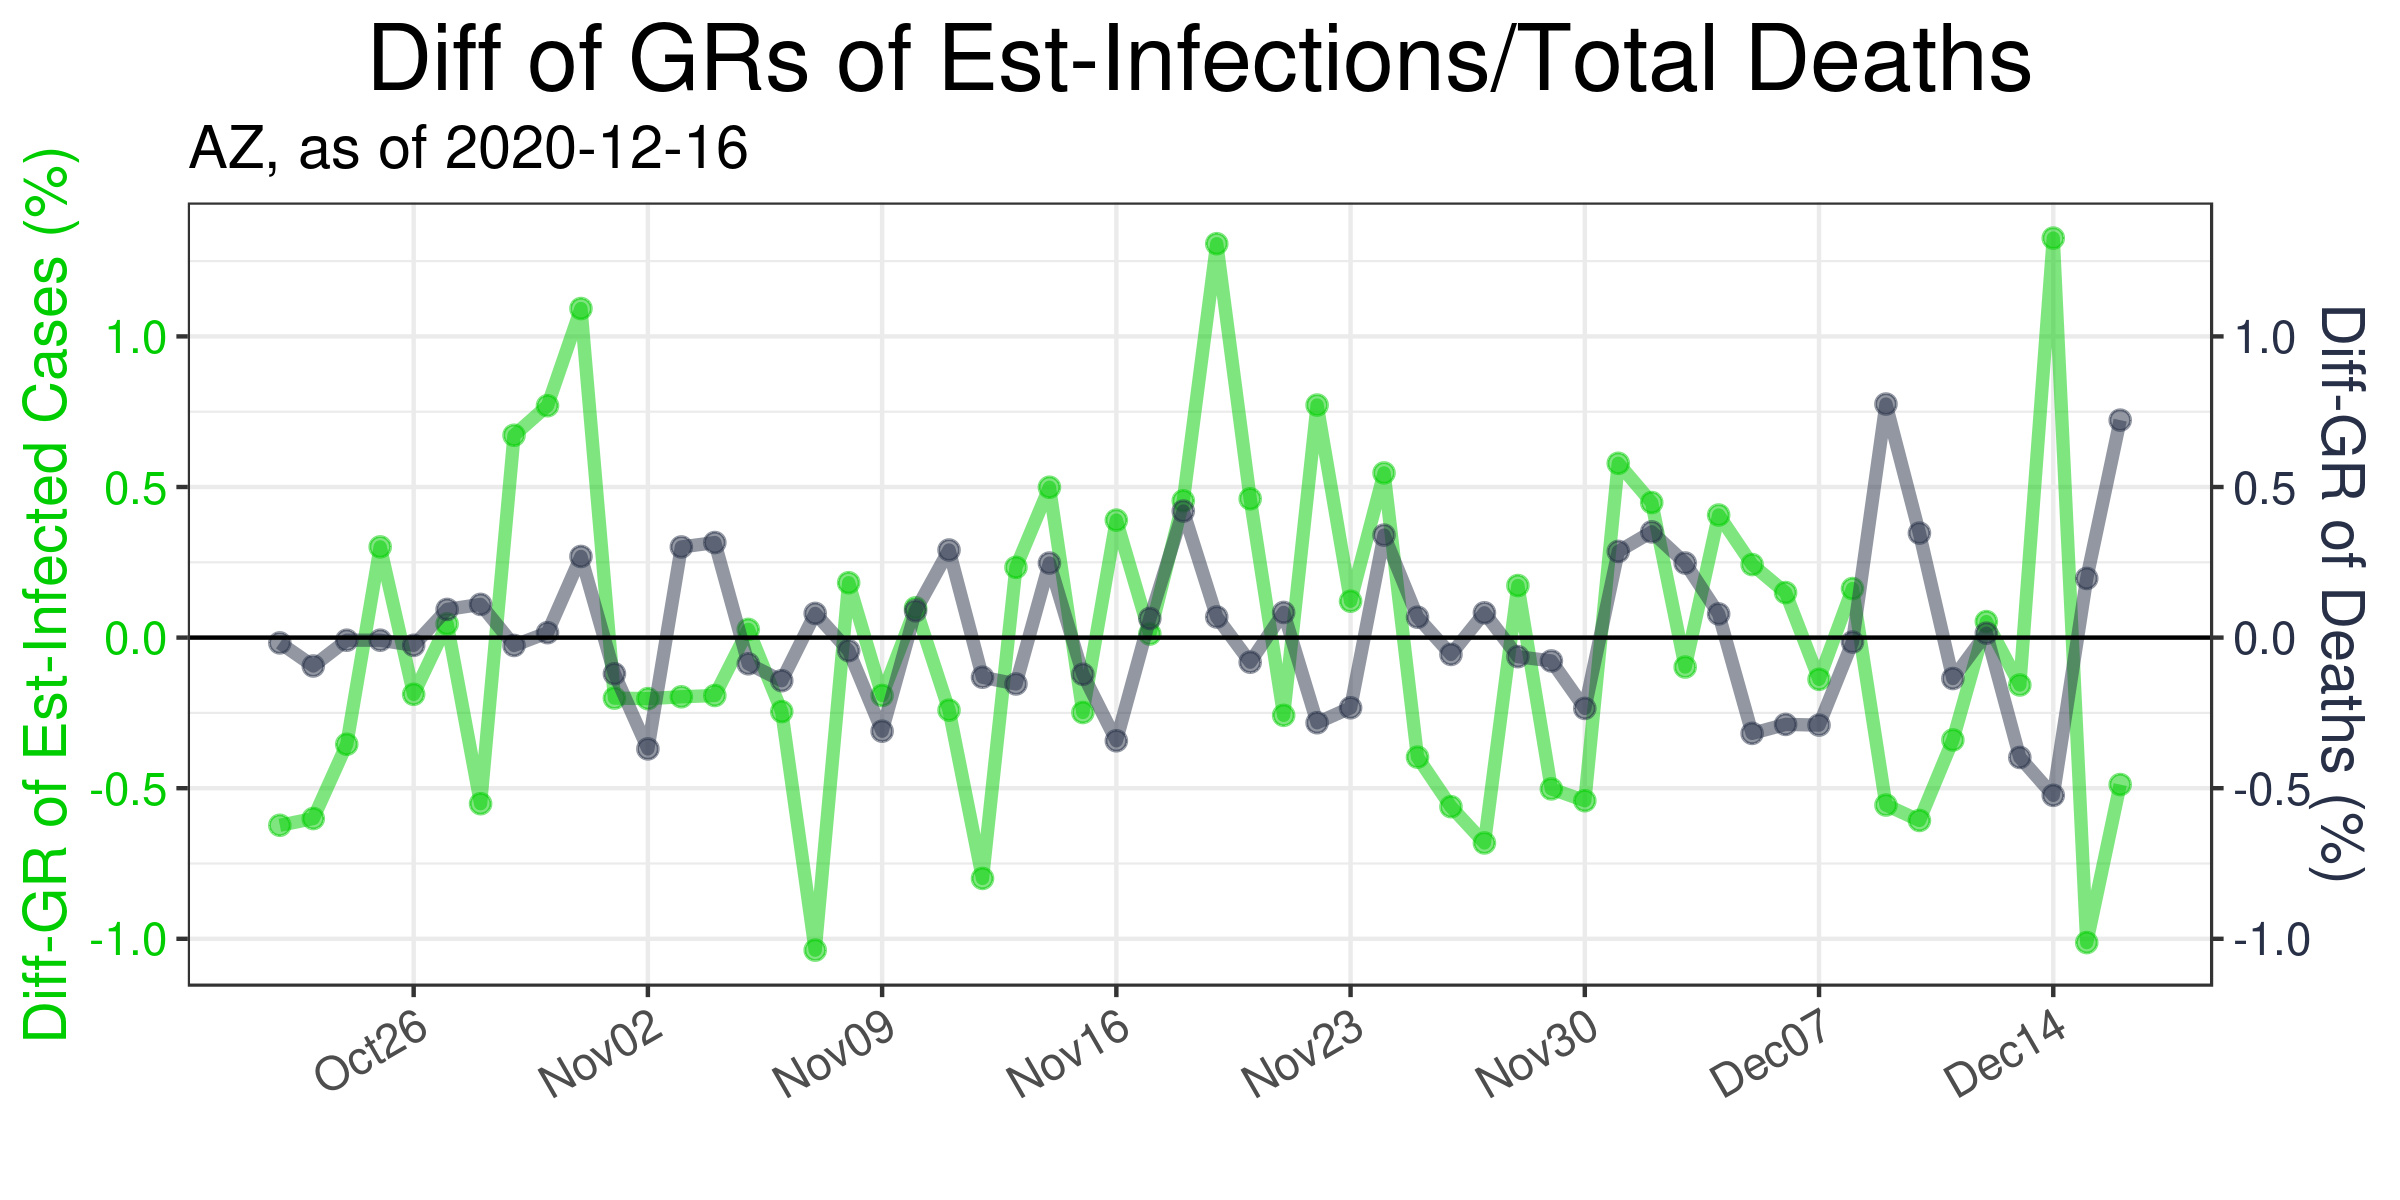 Diff of GRs of Est-Infections/Total Deaths
AZ, as of 2020-12-16
Diff-GR of Est-Infected Cases (%)
1.0
0.5
0.0
-0.5
-1.0
1.0
0.5
0.0
-0.5
-1.0
Diff-GR of Deaths (%)
Oct26
Nov02
Nov09
Nov16
Nov23
Nov30
Dec07
Dec14